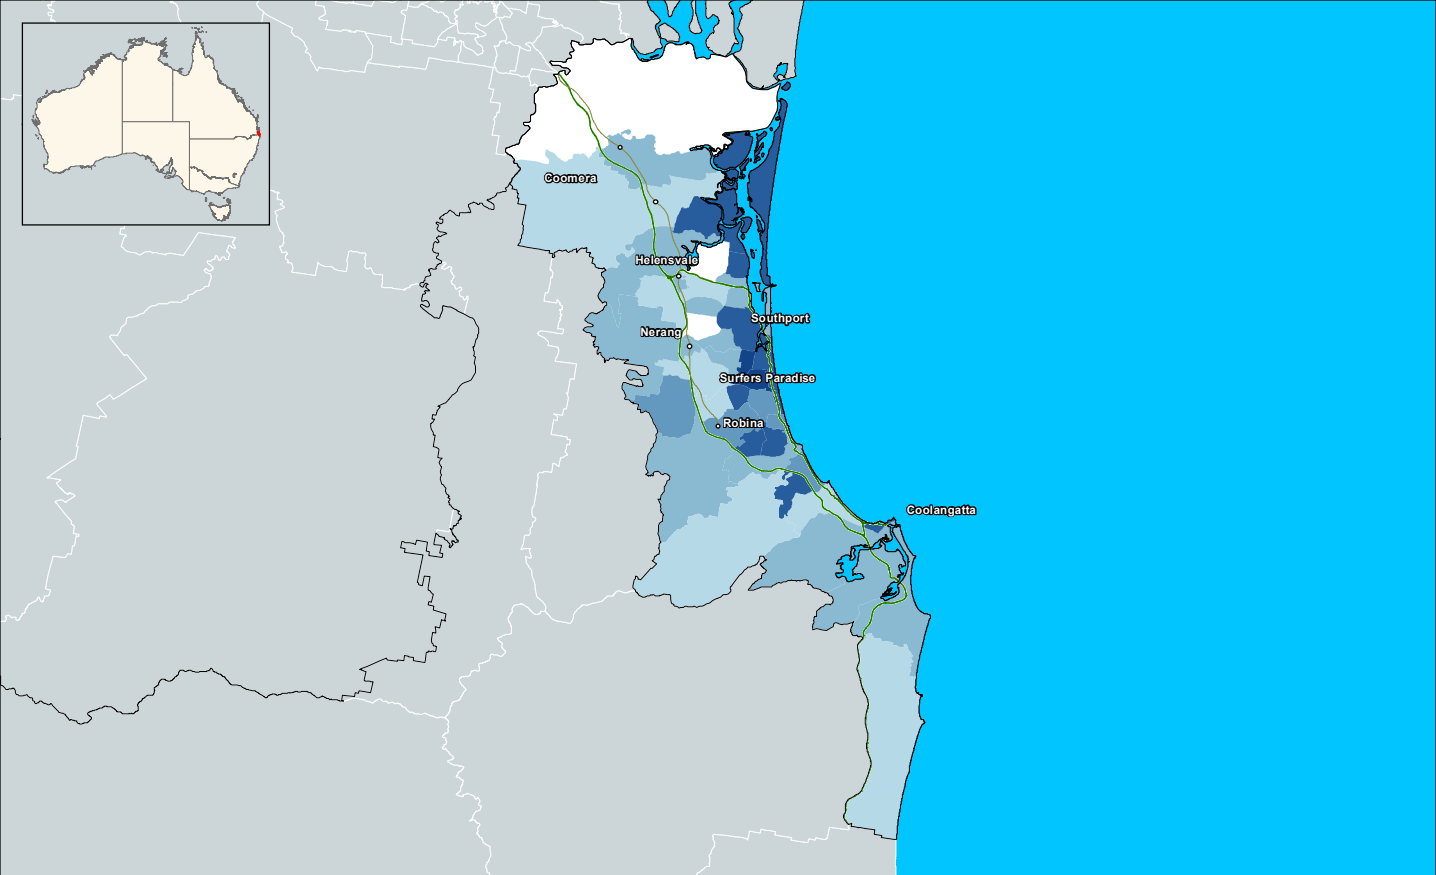 Coomera
Helensvale
Southport
Nerang
Surfers Paradise
Robina
Coolangatta